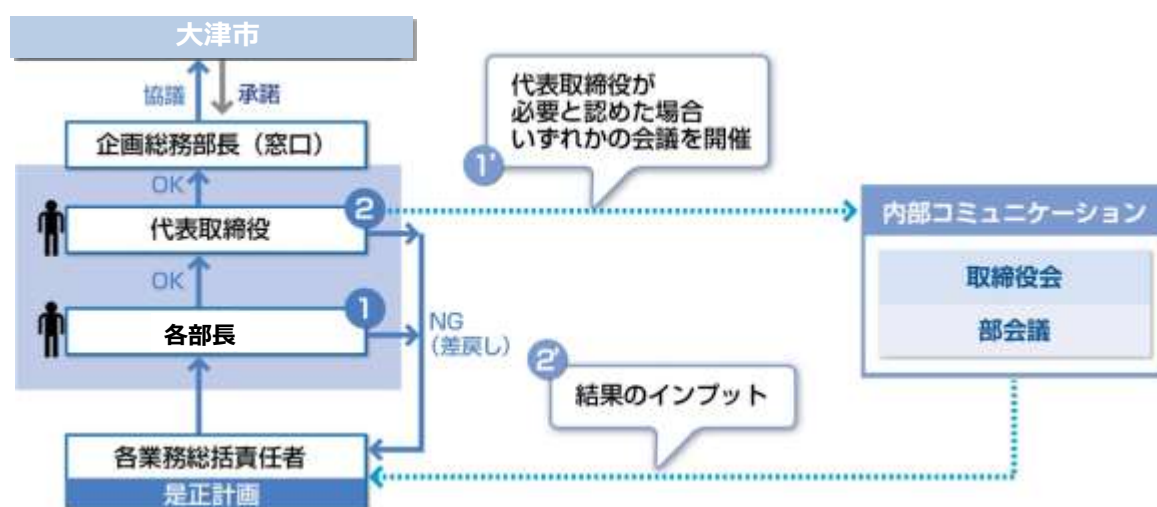 大津市
協議
承諾
企画総務部長（窓口）
OK
代表取締役
2
OK
各部長
1
NG
（差戻し）
各業務総括責任者
是正計画
代表取締役が
必要と認めた場合
いずれかの会議を開催
1'
内部コミュニケーション
取締役会
部会議
2'
結果のインプット